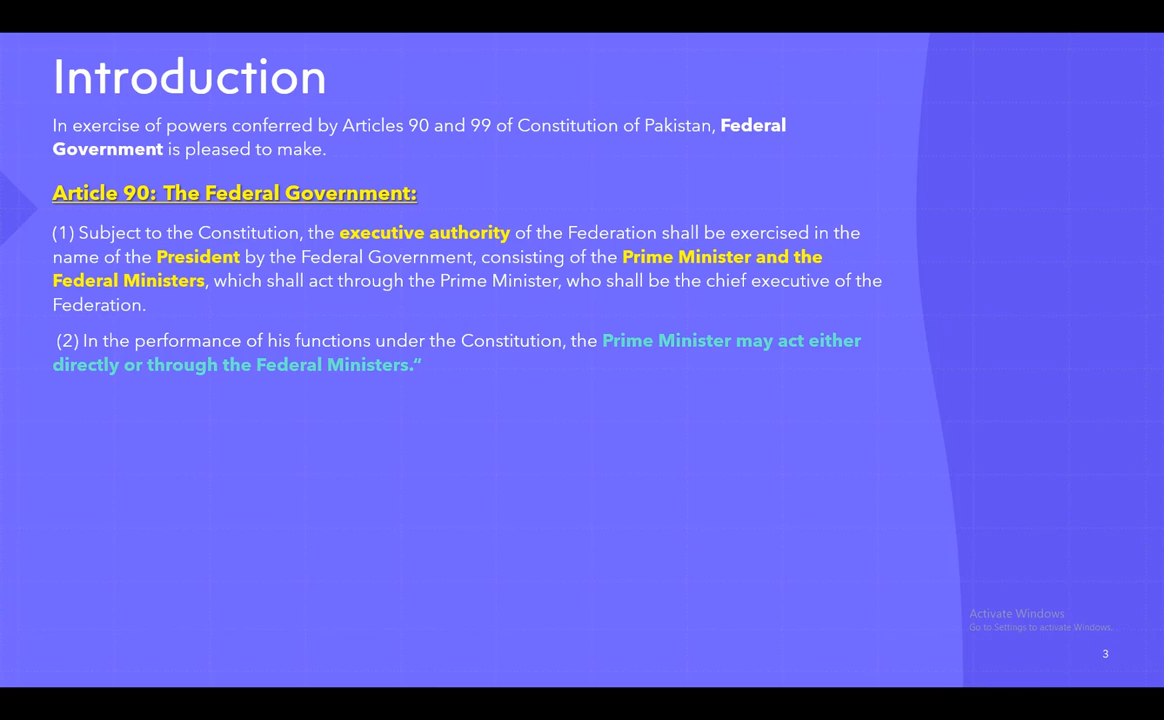 Introduction
In exercise of powers conferred by Articles 90 and 99 of Constitution of Pakistan, Federal
Government is pleased to make.
Article 90: The Federal Government:
(1) Subject to the Constitution, the executive authority of the Federation shall be exercised in the
name of the President by the Federal Government, consisting of the Prime Minister and the
Federal Ministers, which shall act through the Prime Minister, who shall be the chief executive of the
Federation.
(2) In the performance of his functions under the Constitution, the Prime Minister may act either
directly or through the Federal Ministers.“
Activate Windows
Go to Settings to activate Windows.
3